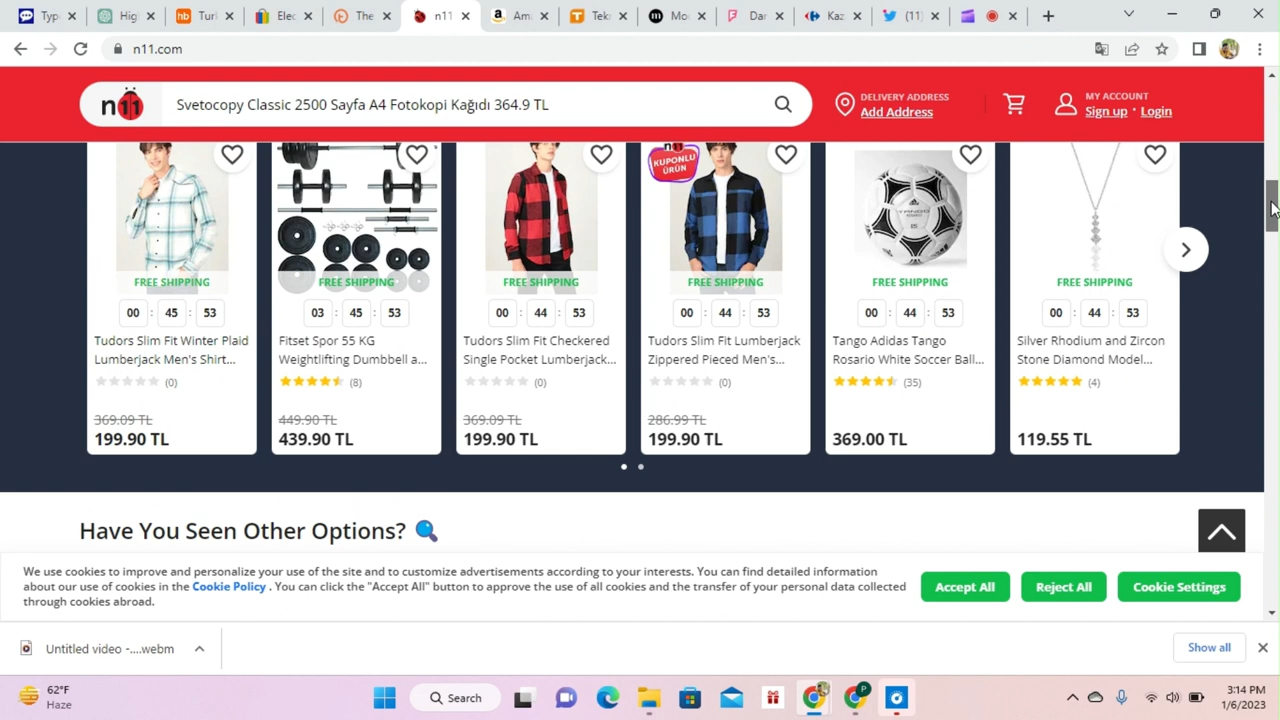 Typ
Hig
Turk
Elec
The
n11
Ama
Tekn
Mo
Dar
Kaz
(11)
n11.com
n11
Svetocopy Classic 2500 Sayfa A4 Fotokopi Kağıdı 364.9 TL
DELIVERY ADDRESS
Add Address
MY ACCOUNT
Sign up • Login
n11
KUPONLU
ÜRÜN
TANGO
FREE SHIPPING FREE SHIPPING FREE SHIPPING FREE SHIPPING FREE SHIPPING FREE SHIPPING
00 : 45 : 53 03 : 45 : 53 00 : 44 : 53 00 : 44 : 53 00 : 44 : 53 00 : 44 : 53
Tudors Slim Fit Winter Plaid
Lumberjack Men's Shirt...
(0)
369.09 TL
199.90 TL
Fitset Spor 55 KG
Weightlifting Dumbbell a...
(8)
449.90 TL
439.90 TL
Tudors Slim Fit Checkered
Single Pocket Lumberjack...
(0)
369.09 TL
199.90 TL
Tudors Slim Fit Lumberjack
Zippered Pieced Men's...
(0)
286.99 TL
199.90 TL
Tango Adidas Tango
Rosario White Soccer Ball...
(35)
369.00 TL
Silver Rhodium and Zircon
Stone Diamond Model...
(4)
119.55 TL
Have You Seen Other Options?
We use cookies to improve and personalize your use of the site and to customize advertisements according to your interests. You can find detailed information
about our use of cookies in the Cookie Policy . You can click the "Accept All" button to approve the use of all cookies and the transfer of your personal data collected
through cookies abroad.
Accept All
Reject All
Cookie Settings
Untitled video -....webm
Show all
62°F
Haze
Search
3:14 PM
1/6/2023